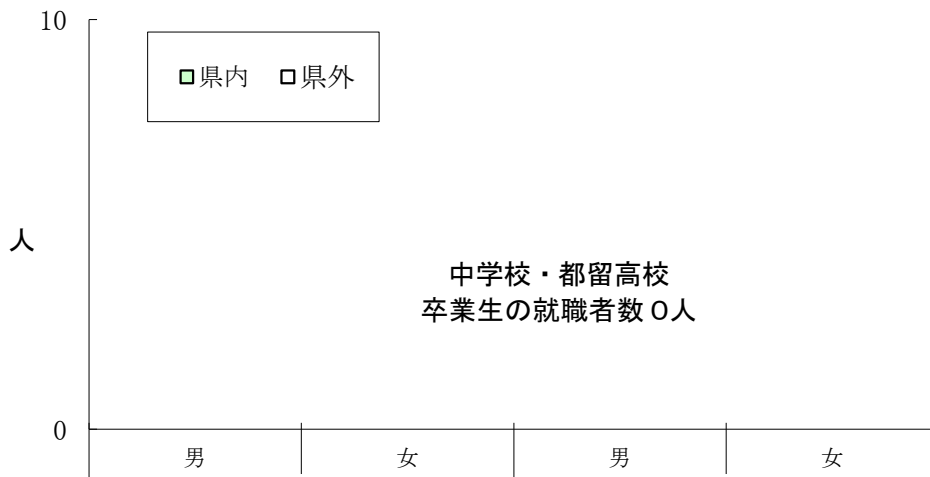 10
県内 県外
人
中学校・都留高校
卒業生の就職者数０人
0
男 女 男 女